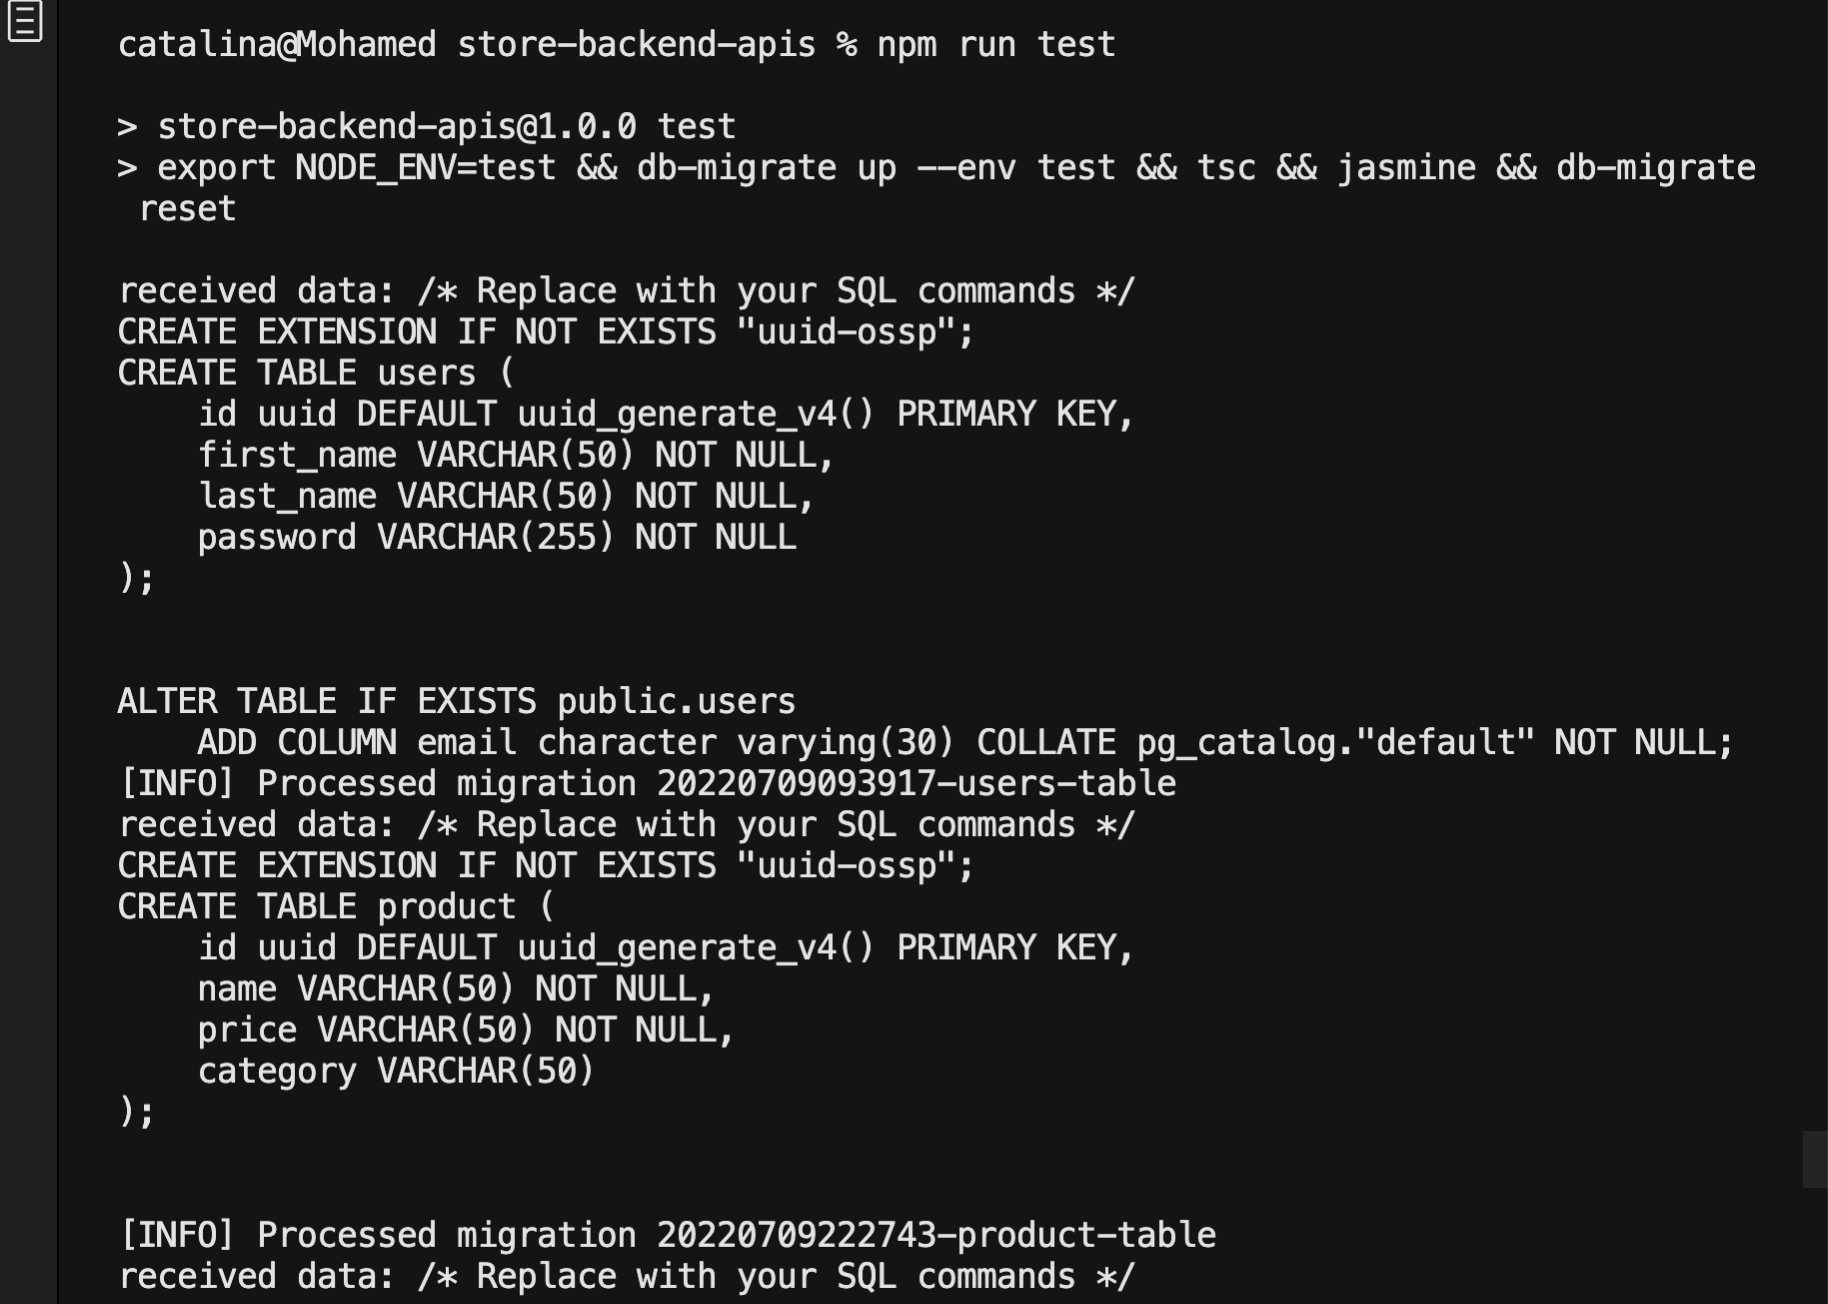 catalina@Mohamed store-backend-apis % npm run test
> store-backend-apis@1.0.0 test
> export NODE_ENV=test && db-migrate up --env test && tsc && jasmine && db-migrate
reset
received data: /* Replace with your SQL commands */
CREATE EXTENSION IF NOT EXISTS "uuid-ossp";
CREATE TABLE users (
    id uuid DEFAULT uuid_generate_v4() PRIMARY KEY,
    first_name VARCHAR(50) NOT NULL,
    last_name VARCHAR(50) NOT NULL,
    password VARCHAR(255) NOT NULL
);
ALTER TABLE IF EXISTS public.users
    ADD COLUMN email character varying(30) COLLATE pg_catalog."default" NOT NULL;
[INFO] Processed migration 20220709093917-users-table
received data: /* Replace with your SQL commands */
CREATE EXTENSION IF NOT EXISTS "uuid-ossp";
CREATE TABLE product (
    id uuid DEFAULT uuid_generate_v4() PRIMARY KEY,
    name VARCHAR(50) NOT NULL,
    price VARCHAR(50) NOT NULL,
    category VARCHAR(50)
);
[INFO] Processed migration 20220709222743-product-table
received data: /* Replace with your SQL commands */